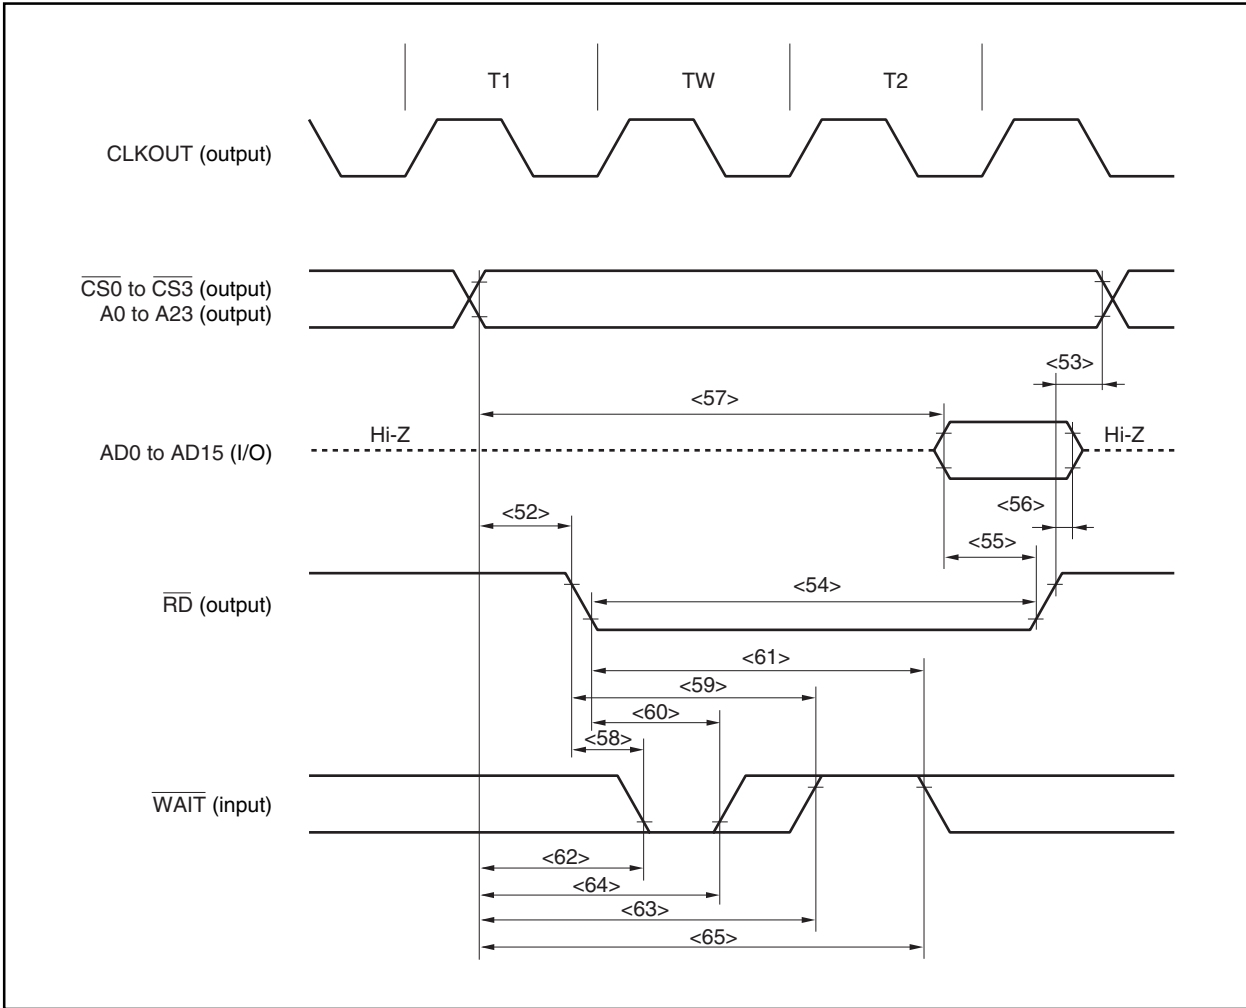 T1 TW T2
CLKOUT (output)
CS0 to CS3 (output)
A0 to A23 (output)
<53>
<57>
Hi-Z Hi-Z
AD0 to AD15 (I/O)
<56>
<52>
<55>
<54>
RD (output)
<61>
<59>
<60>
<58>
WAIT (input)
<62>
<64>
<63>
<65>